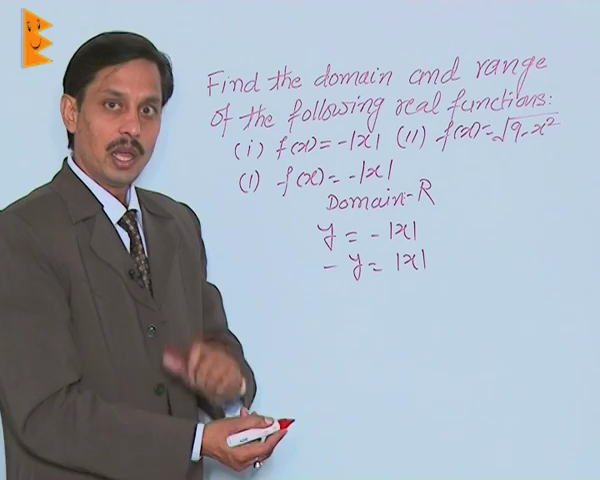 Find the domain and range
of the following real functions:
(i) f(x) = -|x| (ii) f(x) = √9-x²
(i) f(x) = -|x|
Domain-R
y = -|x|
-y = |x|